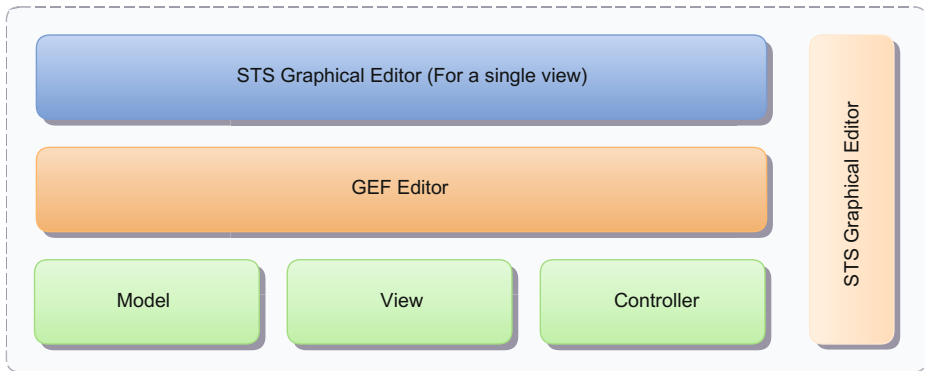 STS Graphical Editor (For a single view)
GEF Editor
Model
View
Controller
STS Graphical Editor